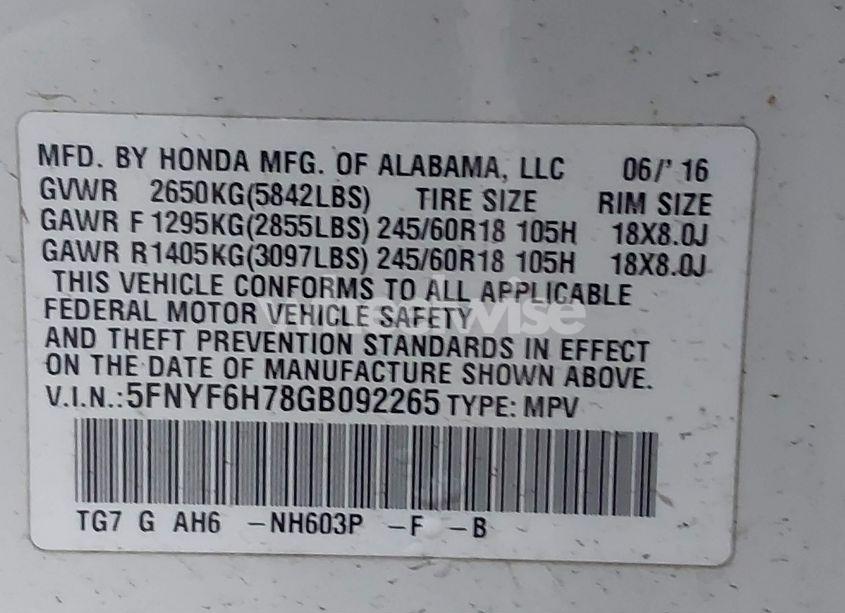 MFD. BY HONDA MFG. OF ALABAMA, LLC 06/' 16
GVWR 2650KG(5842LBS) TIRE SIZE RIM SIZE
GAWR F 1295KG(2855LBS) 245/60R18 105H 18X8.0J
GAWR R1405KG(3097LBS) 245/60R18 105H 18X8.0J
THIS VEHICLE CONFORMS TO ALL APPLICABLE
FEDERAL MOTOR VEHICLE SAFETY
AND THEFT PREVENTION STANDARDS IN EFFECT
ON THE DATE OF MANUFACTURE SHOWN ABOVE.
V.I.N.:5FNYF6H78GB092265 TYPE: MPV
TG7 G AH6 -NH603P -F -B